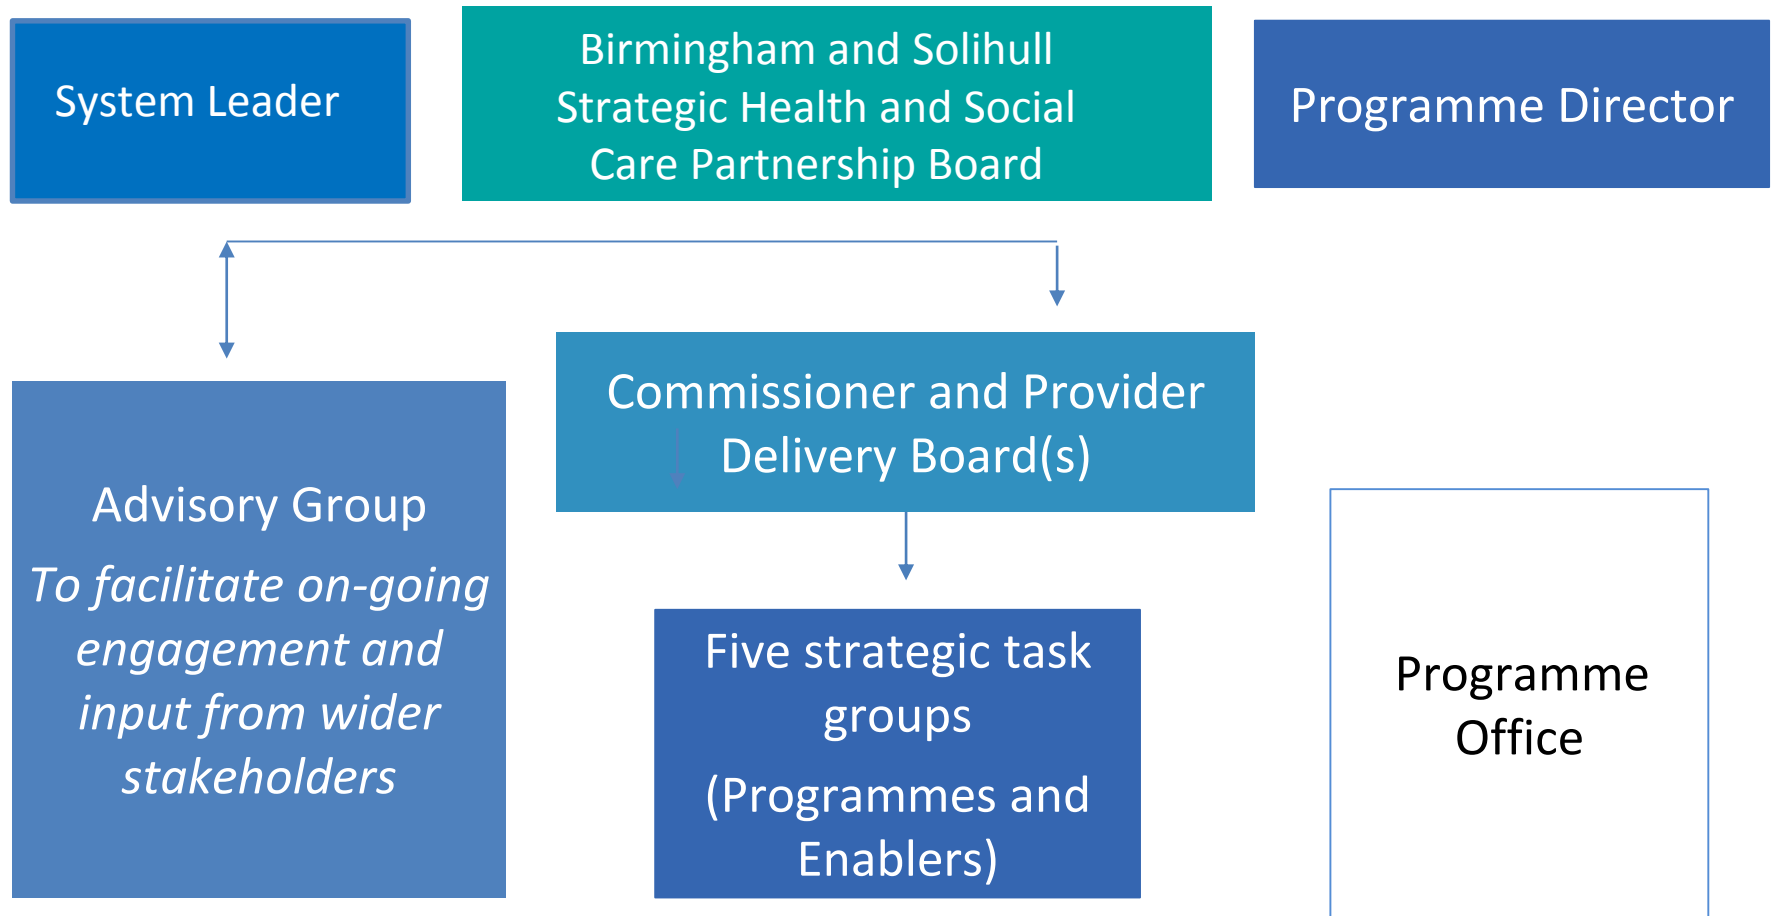 System Leader
Birmingham and Solihull
Strategic Health and Social
Care Partnership Board
Programme Director
Commissioner and Provider
Delivery Board(s)
Advisory Group
To facilitate on-going
engagement and
input from wider
stakeholders
Five strategic task
groups
(Programmes and
Enablers)
Programme
Office